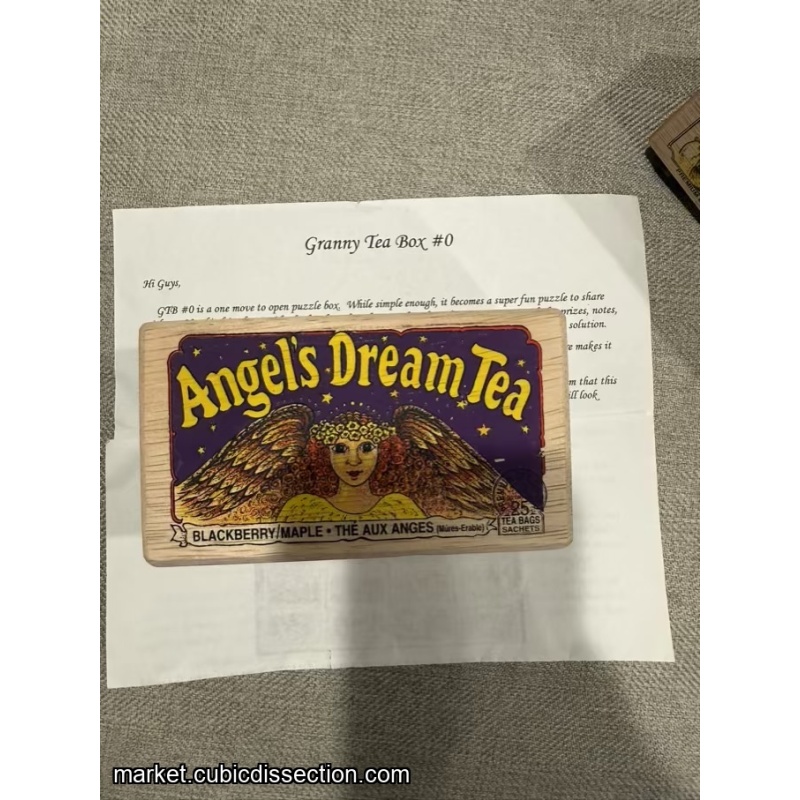 Granny Tea Box #0
Hi Guys,
GTB #0 is a one move to open puzzle box. While simple enough, it becomes a super fun puzzle to share
prizes, notes,
solution.
makes it
that this
look
Angel's Dream Tea
BLACKBERRY/MAPLE • THÉ AUX ANGES (Mûres-Erable)
25
TEA BAGS
SACHETS
market.cubicdissection.com